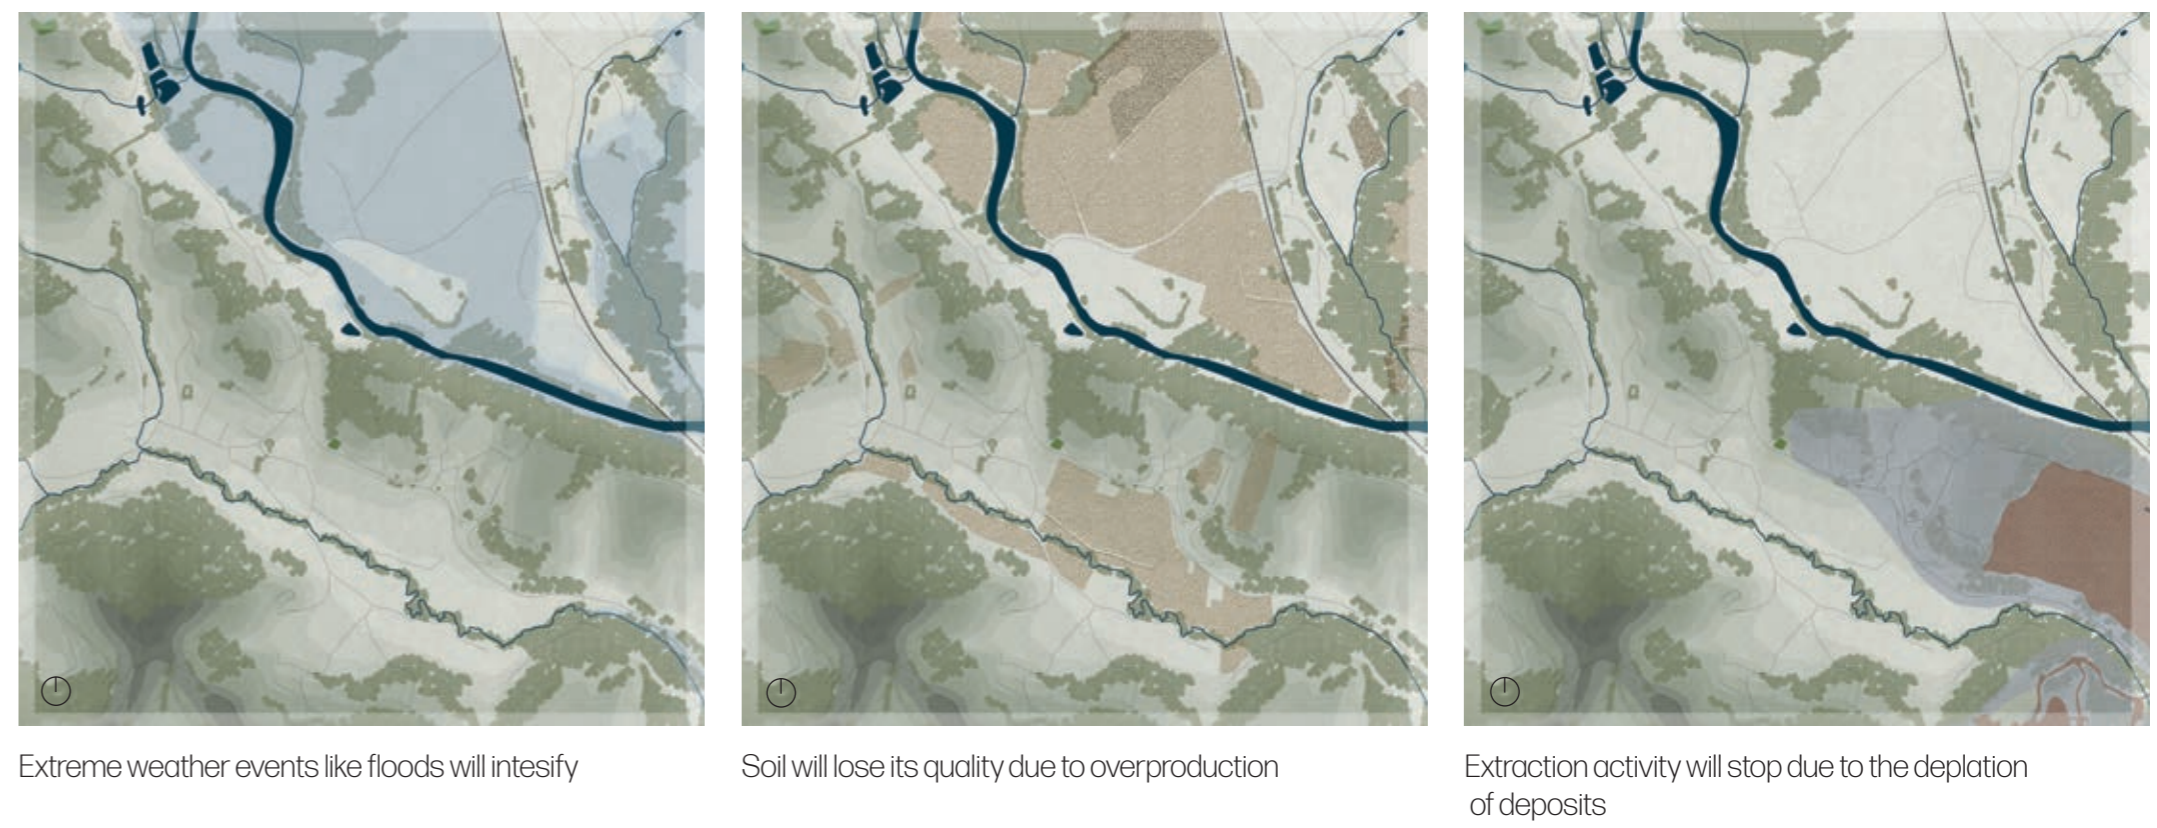 Extreme weather events like floods will intesify
Soil will lose its quality due to overproduction
Extraction activity will stop due to the deplation
of deposits